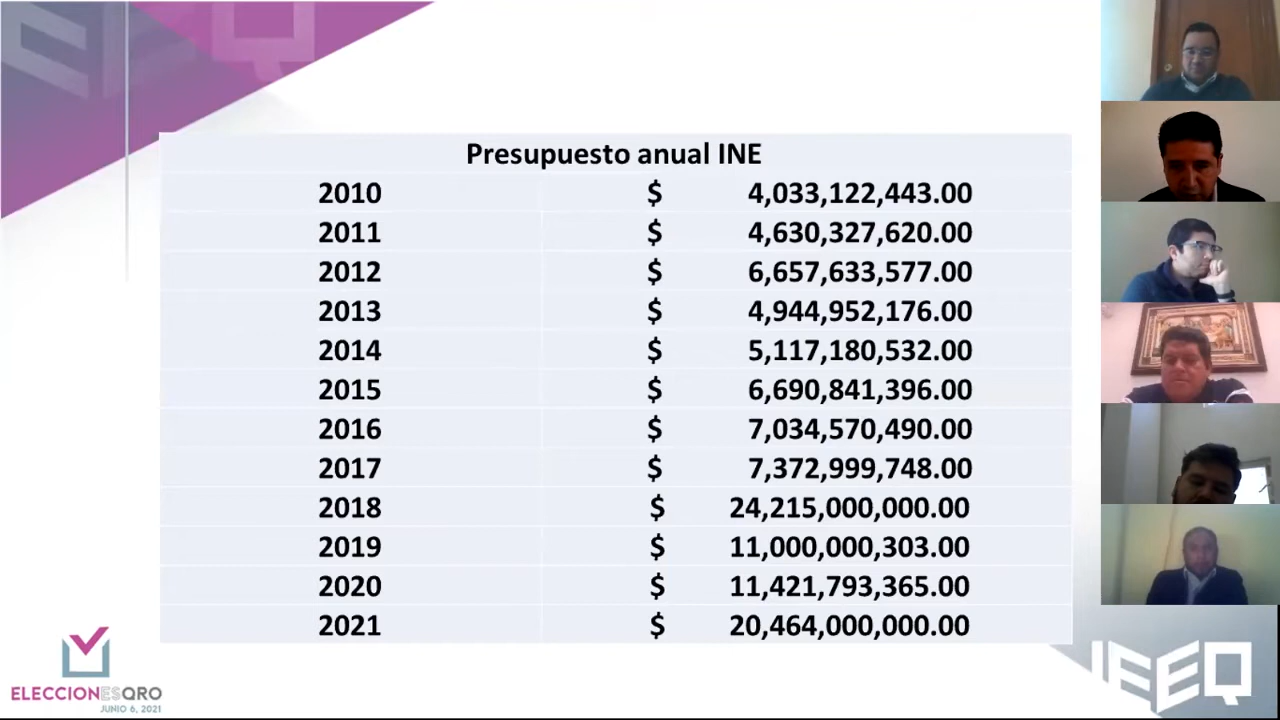 EEQ
Presupuesto anual INE
2010 $ 4,033,122,443.00
2011 $ 4,630,327,620.00
2012 $ 6,657,633,577.00
2013 $ 4,944,952,176.00
2014 $ 5,117,180,532.00
2015 $ 6,690,841,396.00
2016 $ 7,034,570,490.00
2017 $ 7,372,999,748.00
2018 $ 24,215,000,000.00
2019 $ 11,000,000,303.00
2020 $ 11,421,793,365.00
2021 $ 20,464,000,000.00
ELECCIONESQRO
JUNIO 6, 2021
IEEQ